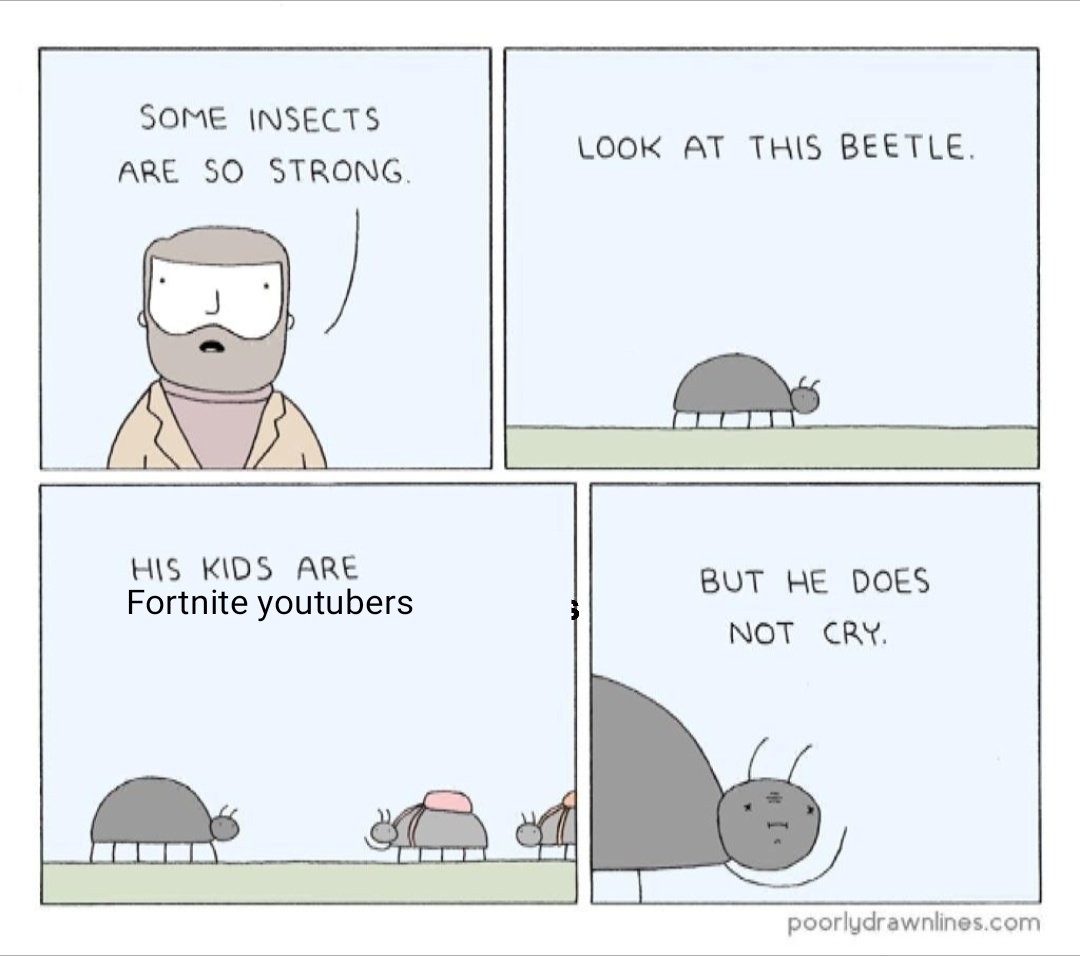 SOME INSECTS
ARE SO STRONG.
LOOK AT THIS BEETLE.
HIS KIDS ARE
Fortnite youtubers
BUT HE DOES
NOT CRY.
poorlydrawnlines.com